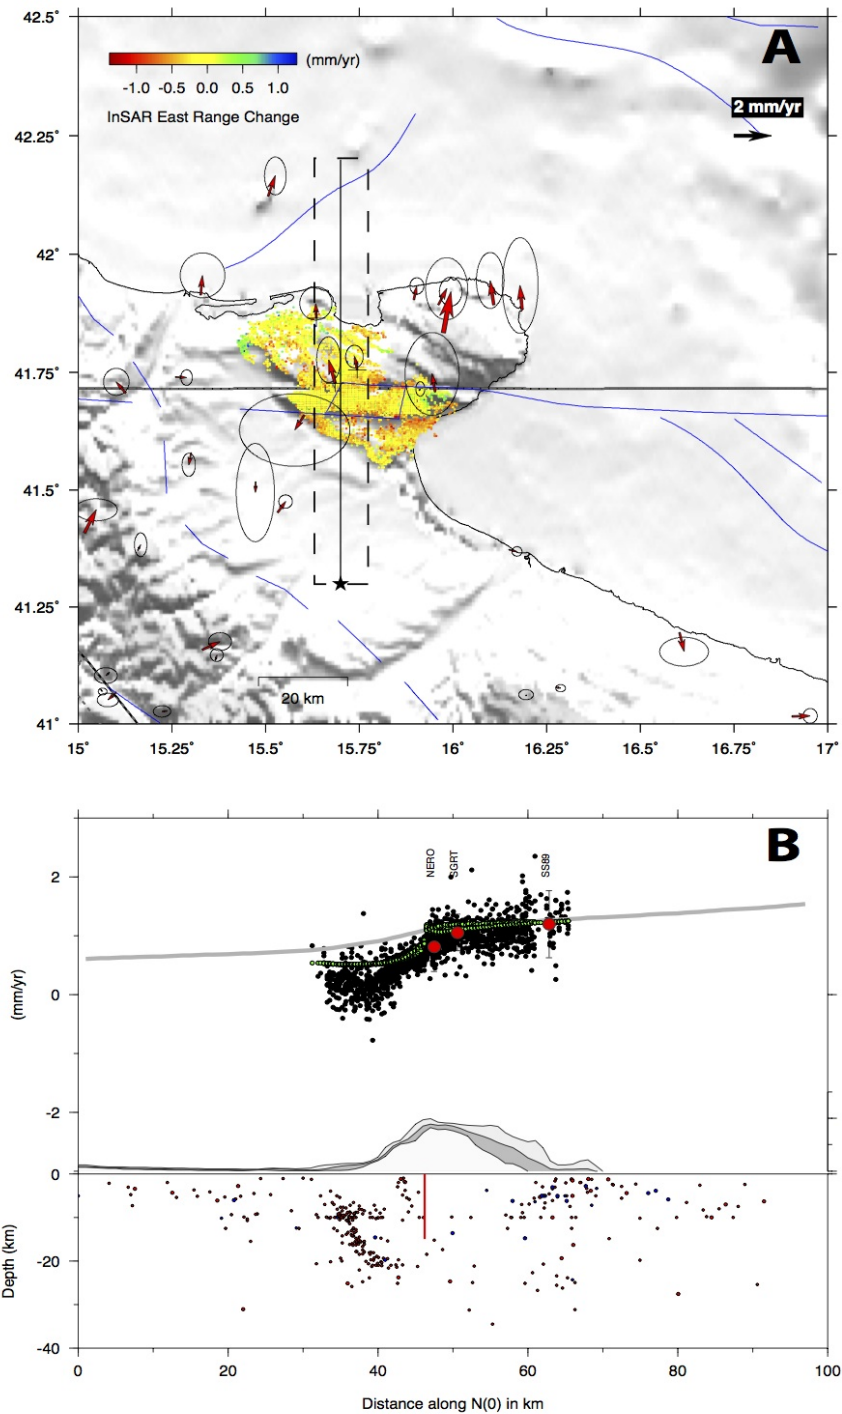 42.5°
A
(mm/yr)
-1.0 -0.5 0.0 0.5 1.0
InSAR East Range Change
2 mm/yr
42.25°
42°
41.75°
41.5°
41.25°
20 km
41°
15° 15.25° 15.5° 15.75° 16° 16.25° 16.5° 16.75° 17°
B
NERO
SGRT
SS89
2
0
-2
(mm/yr)
0
-20
-40
Depth (km)
0 20 40 60 80 100
Distance along N(0) in km